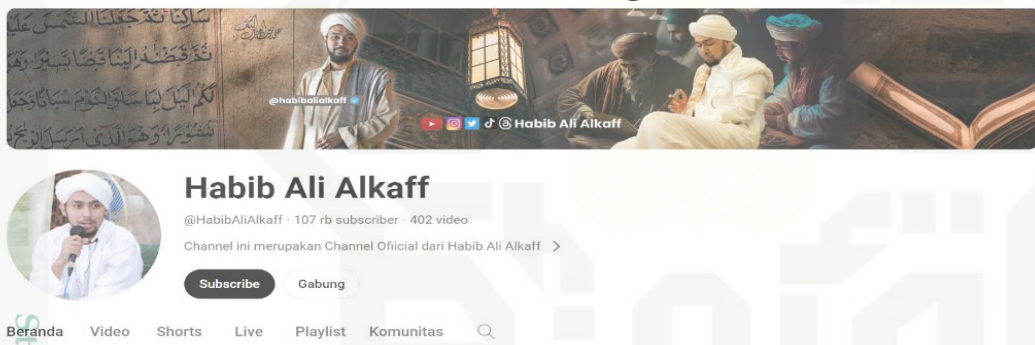 @habibalialkaff
Habib Ali Alkaff
Habib Ali Alkaff
@HabibAliAlkaff · 107 rb subscriber · 402 video
Channel ini merupakan Channel Ofiicial dari Habib Ali Alkaff >
Subscribe Gabung
Beranda Video Shorts Live Playlist Komunitas